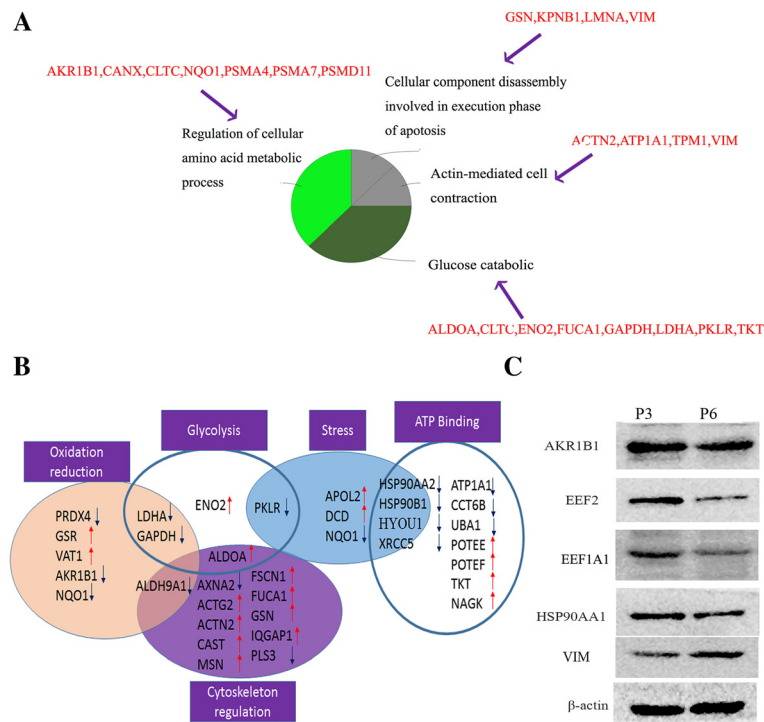 A
GSN,KPNB1,LMNA,VIM
AKR1B1,CANX,CLTC,NQO1,PSMA4,PSMA7,PSMD11
Cellular component disassembly
involved in execution phase
of apotosis
Regulation of cellular
amino acid metabolic
process
ACTN2,ATP1A1,TPM1,VIM
Actin-mediated cell
contraction
Glucose catabolic
ALDOA,CLTC,ENO2,FUCA1,GAPDH,LDHA,PKLR,TKT
B
Oxidation
reduction
Glycolysis
Stress
ATP Binding
PRDX4
GSR
VAT1
AKR1B1
NQO1
LDHA
GAPDH
ALDH9A1
ENO2
PKLR
ALDOA
AXNA2
ACTG2
ACTN2
CAST
MSN
FSCN1
FUCA1
GSN
IQGAP1
PLS3
APOL2
DCD
NQO1
HSP90AA2
HSP90B1
HYOU1
XRCC5
ATP1A1
CCT6B
UBA1
POTEE
POTEF
TKT
NAGK
Cytoskeleton
regulation
C
P3 P6
AKR1B1
EEF2
EEF1A1
HSP90AA1
VIM
β-actin